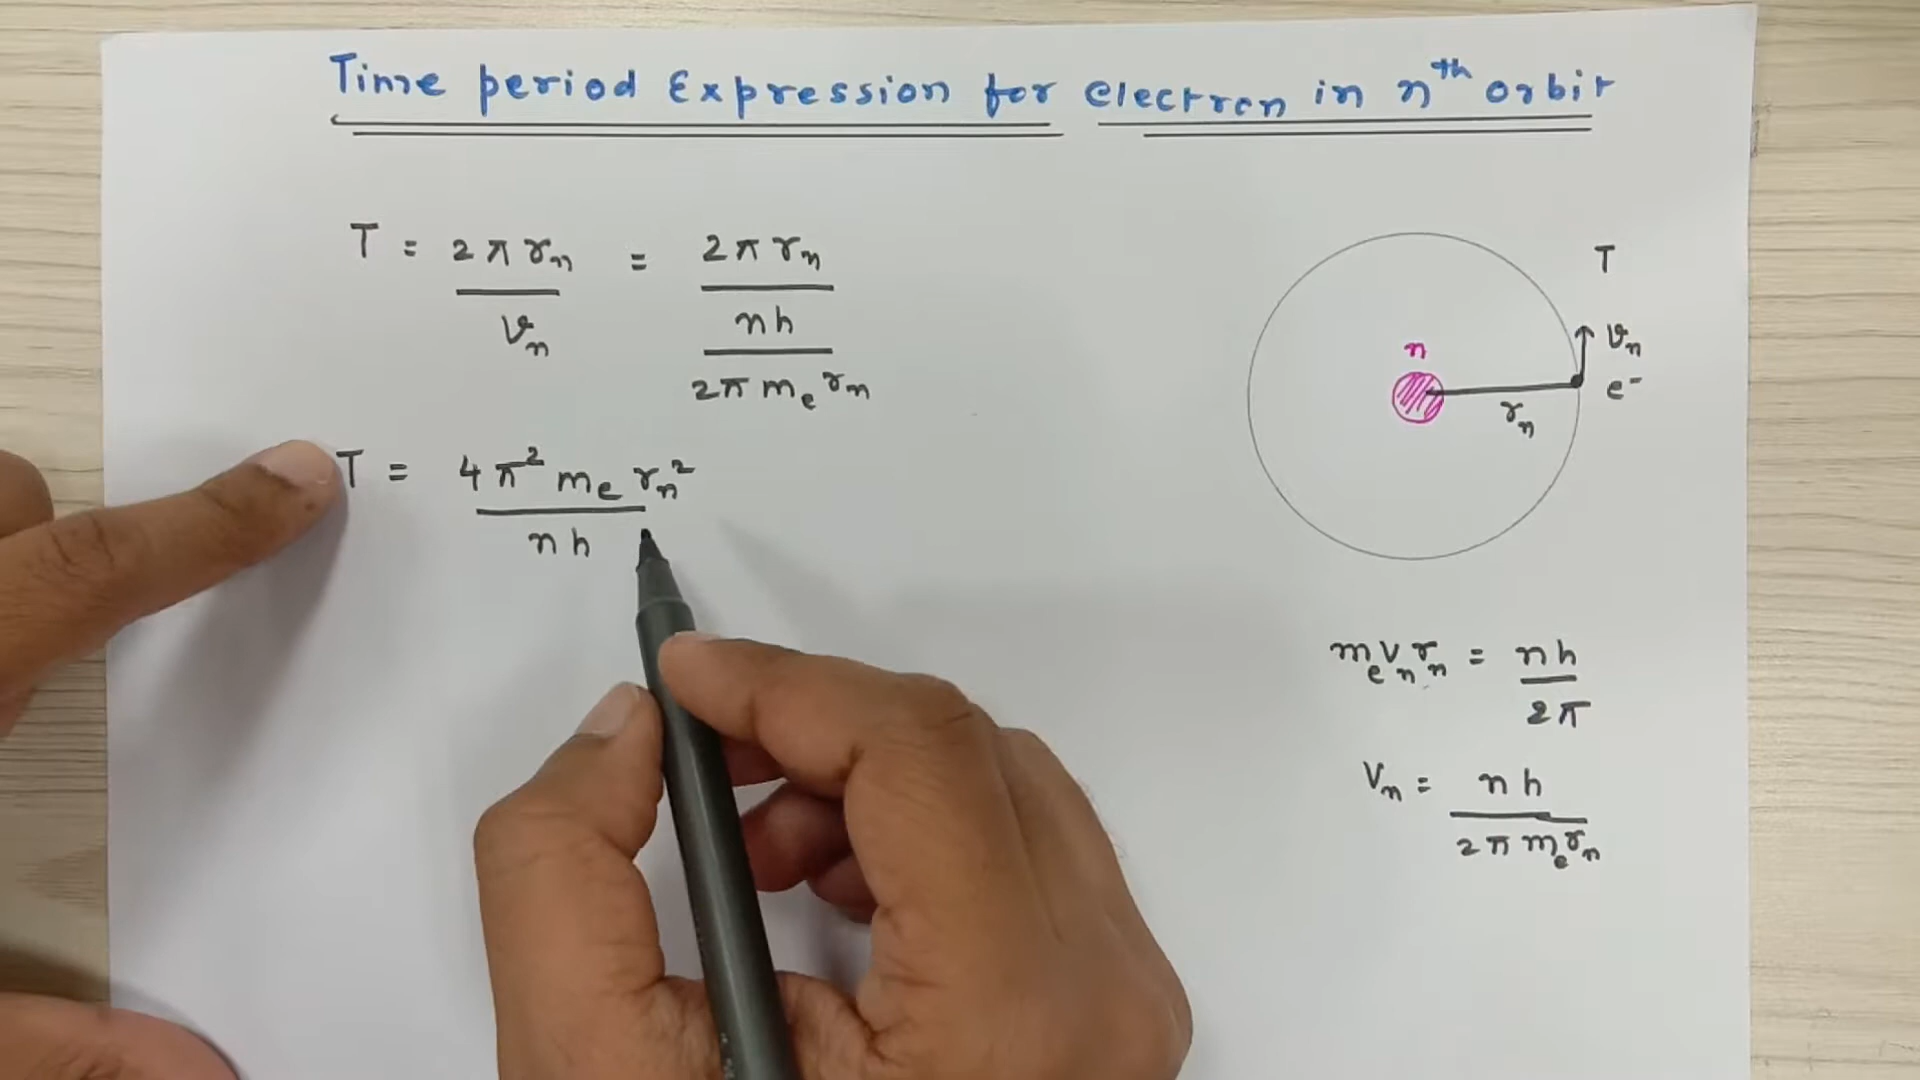 Time period Expression for electron in nᵗʰ orbit
T = 2πrₙ / vₙ = 2πrₙ / (nh / 2πmₑrₙ)
T = 4π²mₑrₙ² / nh
T
vₙ
n
e⁻
rₙ
mₑvₙrₙ = nh / 2π
Vₙ = nh / 2πmₑrₙ